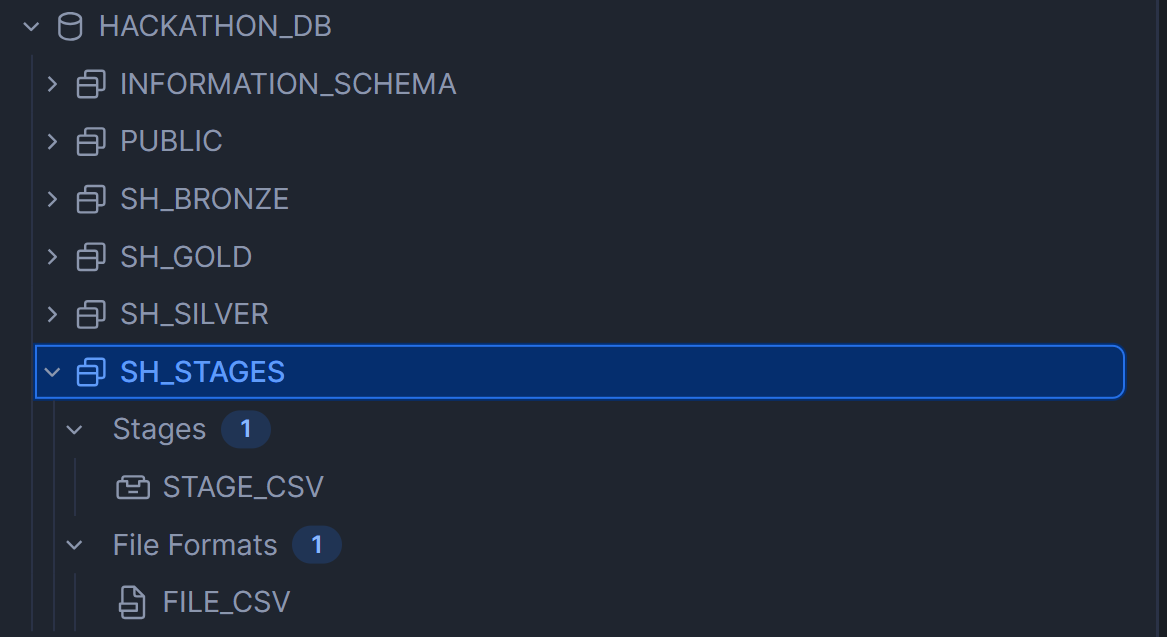 HACKATHON_DB
INFORMATION_SCHEMA
PUBLIC
SH_BRONZE
SH_GOLD
SH_SILVER
SH_STAGES
Stages 1
STAGE_CSV
File Formats 1
FILE_CSV